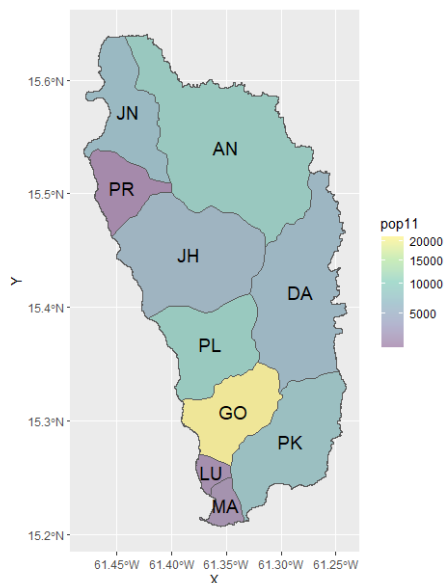 15.6°N
15.5°N
15.4°N
15.3°N
15.2°N
Y
JN
AN
PR
JH
DA
PL
GO
PK
LU
MA
61.45°W 61.40°W 61.35°W 61.30°W 61.25°W
X
pop11
20000
15000
10000
5000